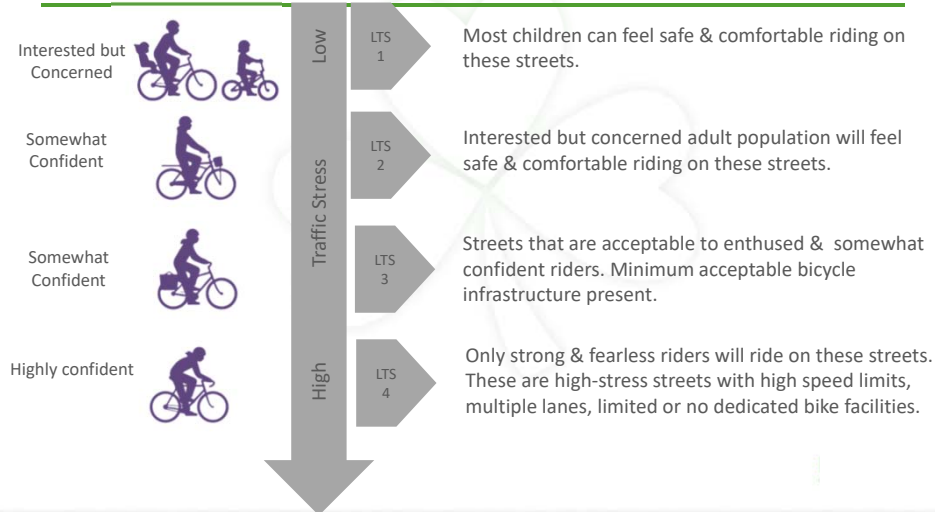 Interested but
Concerned
Low
LTS
1
Most children can feel safe & comfortable riding on
these streets.
Somewhat
Confident
LTS
2
Interested but concerned adult population will feel
safe & comfortable riding on these streets.
Traffic Stress
Somewhat
Confident
LTS
3
Streets that are acceptable to enthused & somewhat
confident riders. Minimum acceptable bicycle
infrastructure present.
Highly confident
High
LTS
4
Only strong & fearless riders will ride on these streets.
These are high-stress streets with high speed limits,
multiple lanes, limited or no dedicated bike facilities.